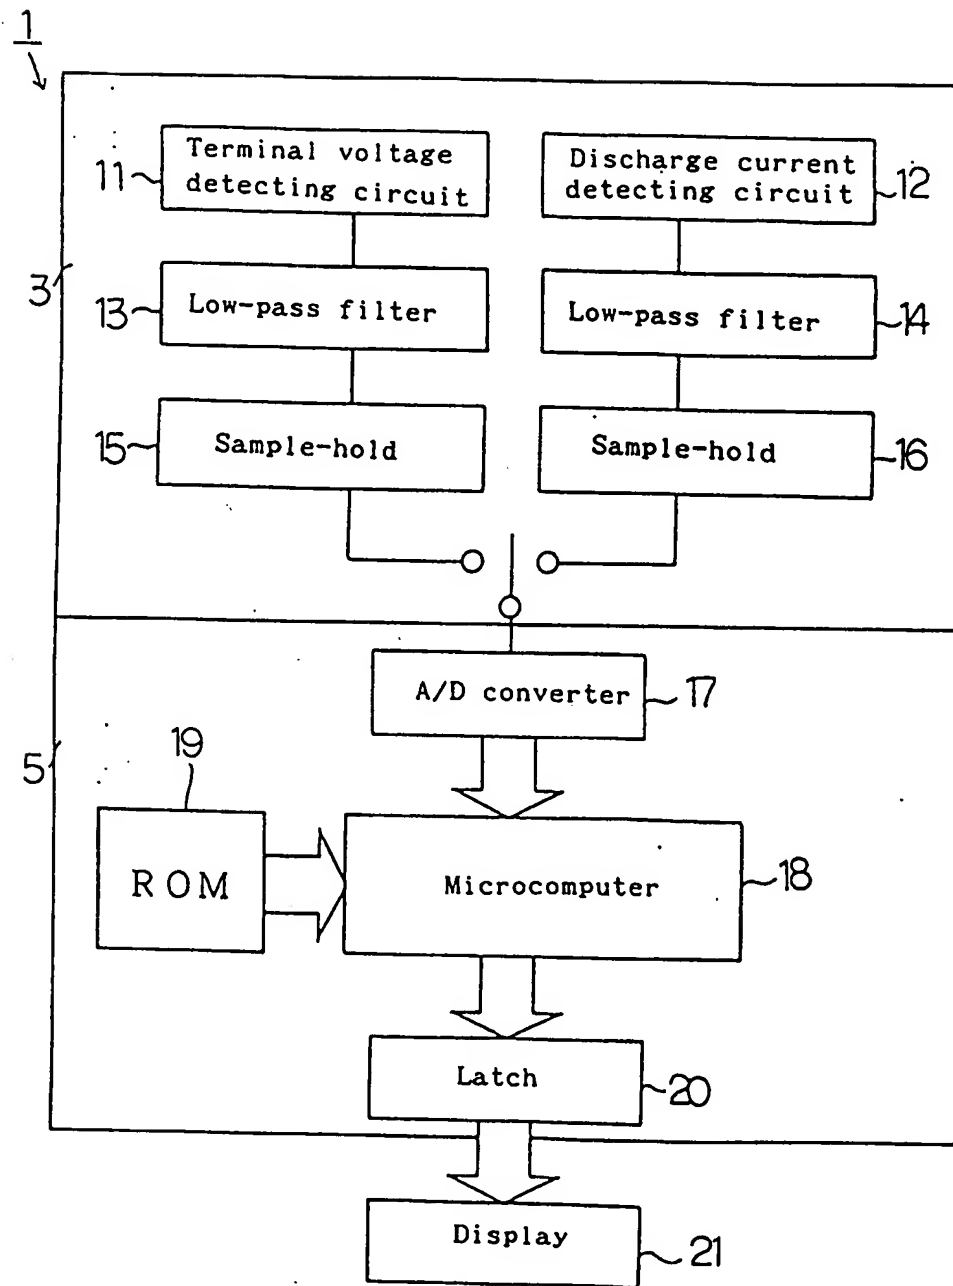 1
Terminal voltage
detecting circuit
11
Discharge current
detecting circuit
12
3
13
Low-pass filter
Low-pass filter
14
15
Sample-hold
Sample-hold
16
A/D converter
17
5
19
ROM
Microcomputer
18
Latch
20
Display
21